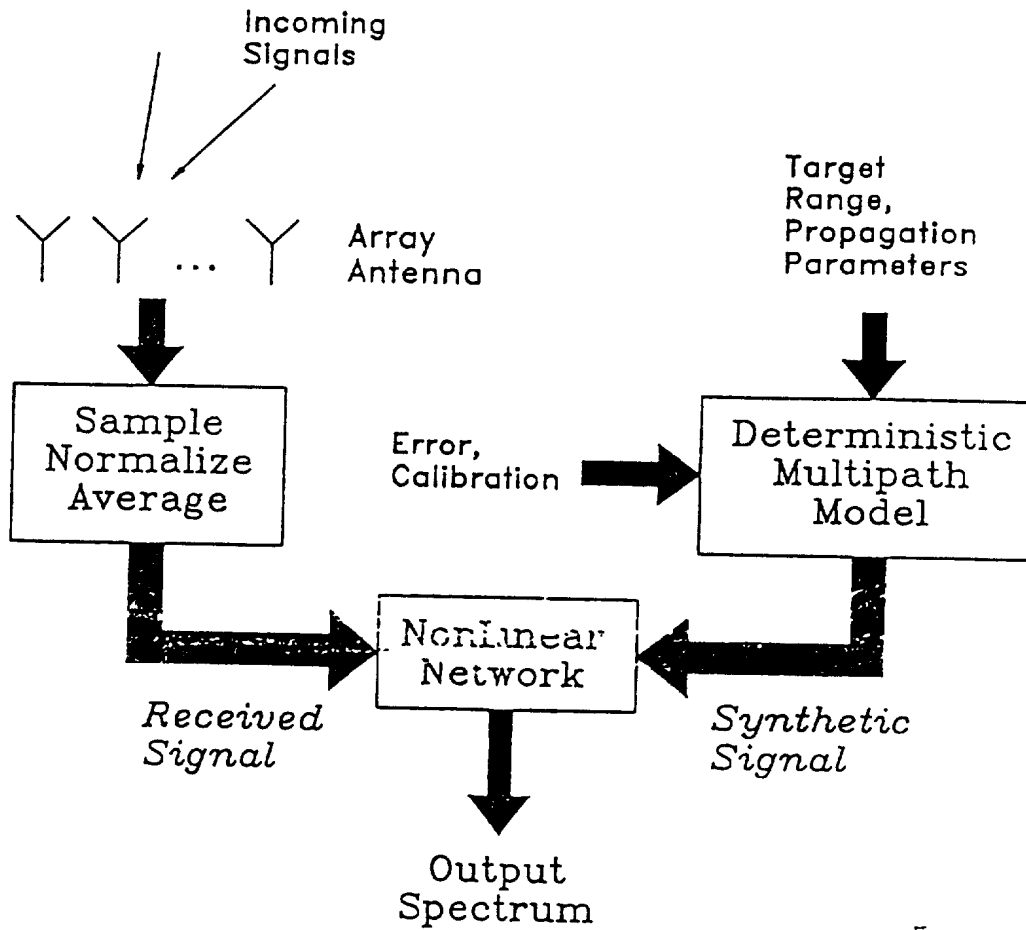 Incoming
Signals
Array
Antenna
...
Target
Range,
Propagation
Parameters
Sample
Normalize
Average
Error,
Calibration
Deterministic
Multipath
Model
NonLinear
Network
Received
Signal
Synthetic
Signal
Output
Spectrum